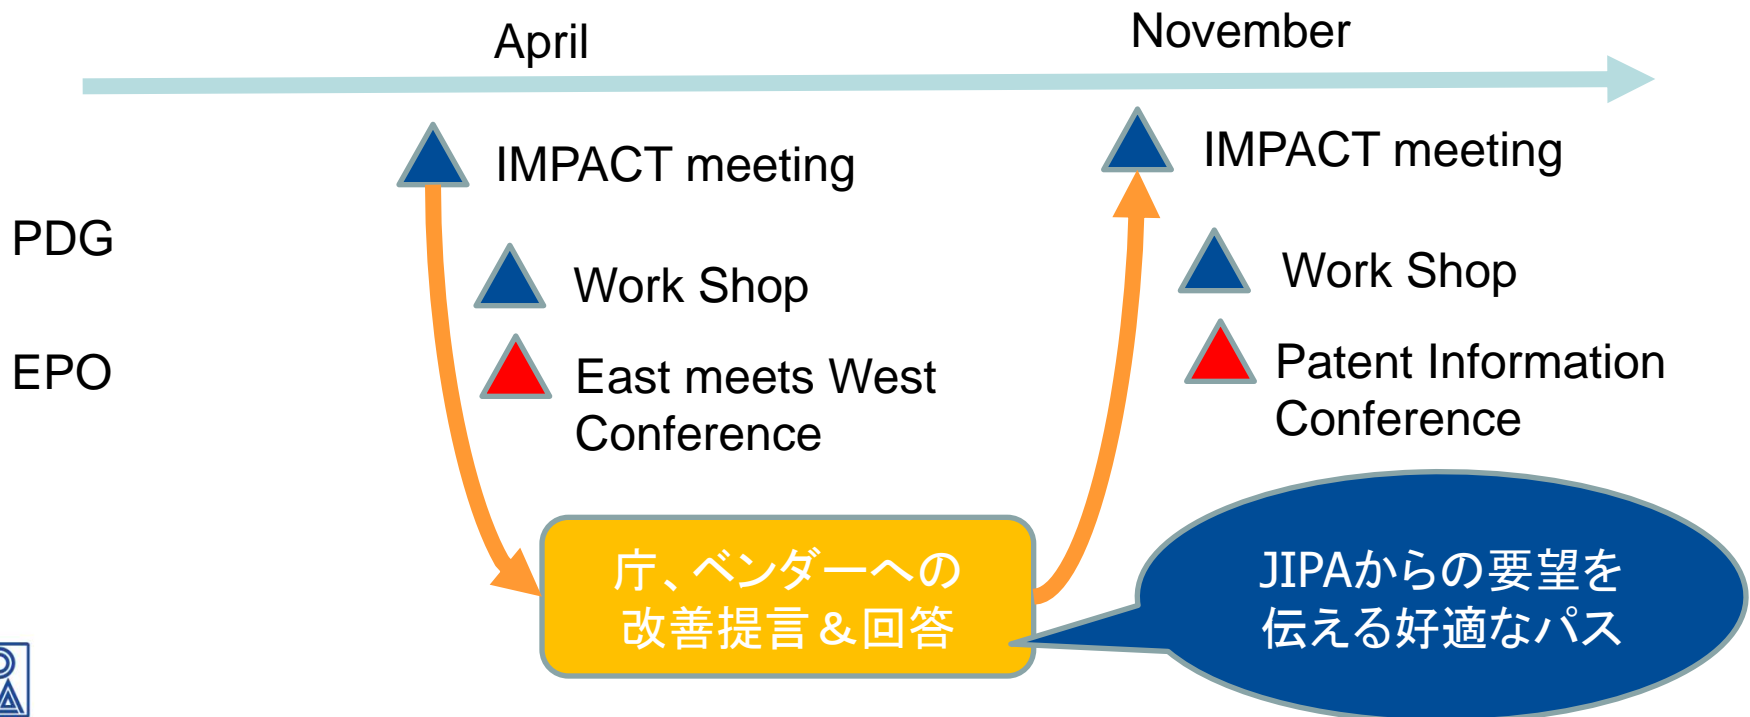 April
November
IMPACT meeting
IMPACT meeting
PDG
Work Shop
Work Shop
EPO
East meets West
Conference
Patent Information
Conference
庁、ベンダーへの
改善提言＆回答
JIPAからの要望を
伝える好適なパス